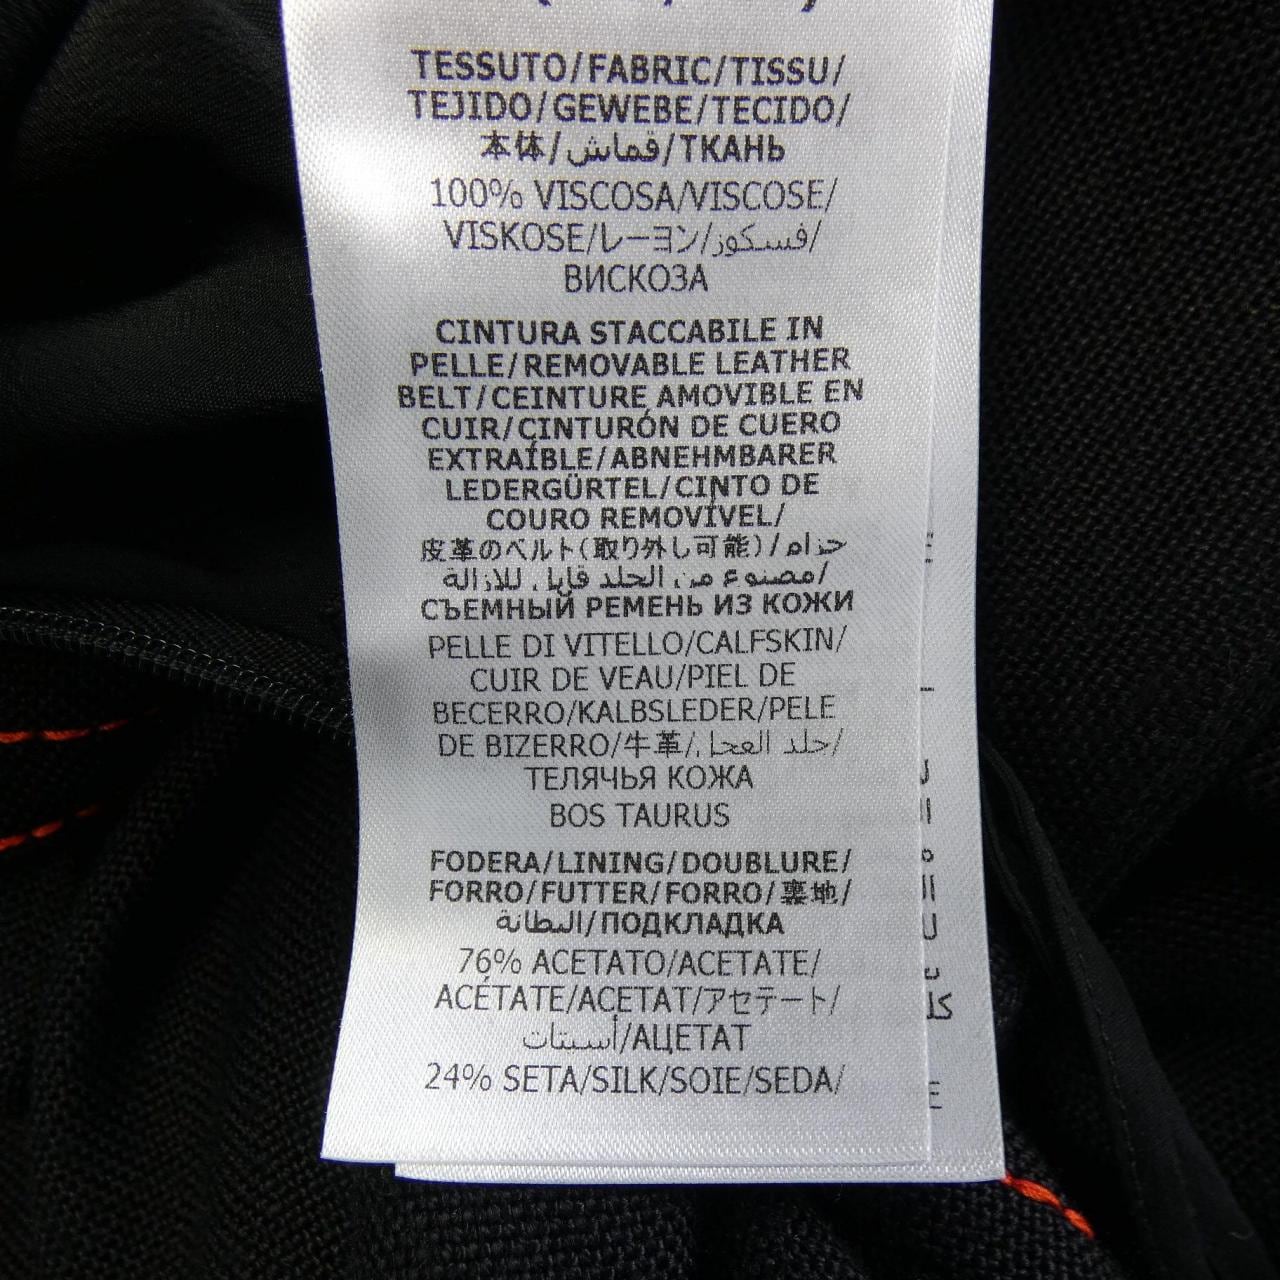 TESSUTO/FABRIC/TISSU/
TEJIDO/GEWEBE/TECIDO/
本体/قماش/ТКАНЬ
100% VISCOSA/VISCOSE/
VISKOSE/レーヨン/فسكوز/
ВИСКОЗА
CINTURA STACCABILE IN
PELLE/REMOVABLE LEATHER
BELT/CEINTURE AMOVIBLE EN
CUIR/CINTURÓN DE CUERO
EXTRAÍBLE/ABNEHMBARER
LEDERGÜRTEL/CINTO DE
COURO REMOVÍVEL/
皮革のベルト(取り外し可能)/حزام
مصنوع من الجلد قابل للإزالة/
СЪЕМНЫЙ РЕМЕНЬ ИЗ КОЖИ
PELLE DI VITELLO/CALFSKIN/
CUIR DE VEAU/PIEL DE
BECERRO/KALBSLEDER/PELE
DE BIZERRO/牛革/جلد العجل/
ТЕЛЯЧЬЯ КОЖА
BOS TAURUS
FODERA/LINING/DOUBLURE/
FORRO/FUTTER/FORRO/裏地/
البطانة/ПОДКЛАДКА
76% ACETATO/ACETATE/
ACÉTATE/ACETAT/アセテート/
أسيتات/АЦЕТАТ
24% SETA/SILK/SOIE/SEDA/